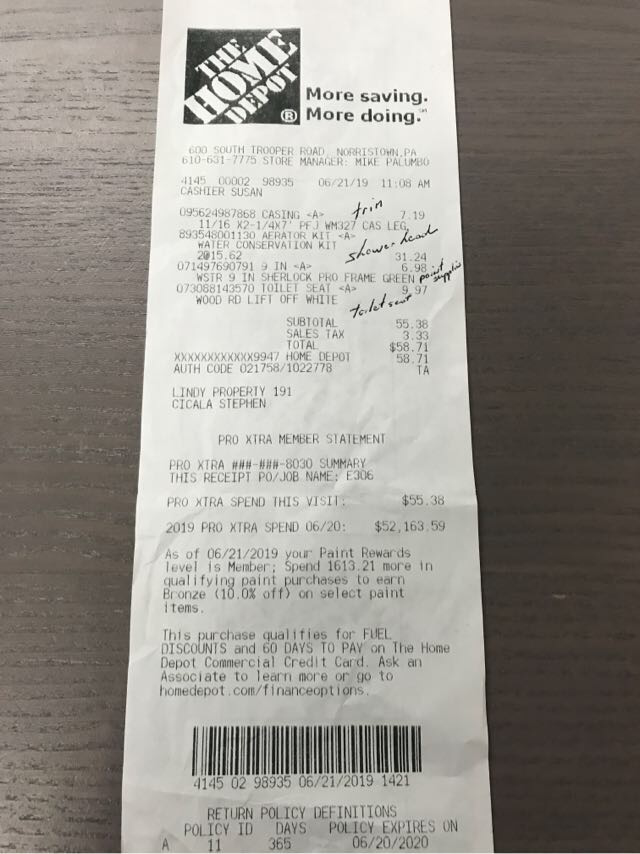 THE
HOME
DEPOT
®
More saving.
More doing.™
600 SOUTH TROOPER ROAD, NORRISTOWN,PA
610-631-7775 STORE MANAGER: MIKE PALUMBO
4145 00002 98935 06/21/19 11:08 AM
CASHIER SUSAN
trim
095624987868 CASING <A> 7.19
11/16 X2-1/4X7' PFJ WM327 CAS LEG
893548001130 AERATOR KIT <A>
shower head
WATER CONSERVATION KIT
2@15.62 31.24
071497690791 9 IN <A> 6.98
WSTR 9 IN SHERLOCK PRO FRAME GREEN
paint supplies
073088143570 TOILET SEAT <A> 9.97
WOOD RD LIFT OFF WHITE
toilet seat
SUBTOTAL 55.38
SALES TAX 3.33
TOTAL $58.71
XXXXXXXXXXXX9947 HOME DEPOT 58.71
AUTH CODE 021758/1022778 TA
LINDY PROPERTY 191
CICALA STEPHEN
PRO XTRA MEMBER STATEMENT
PRO XTRA ###-###-8030 SUMMARY
THIS RECEIPT PO/JOB NAME: E306
PRO XTRA SPEND THIS VISIT: $55.38
2019 PRO XTRA SPEND 06/20: $52,163.59
As of 06/21/2019 your Paint Rewards
level is Member; Spend 1613.21 more in
qualifying paint purchases to earn
Bronze (10.0% off) on select paint
items.
This purchase qualifies for FUEL
DISCOUNTS and 60 DAYS TO PAY on The Home
Depot Commercial Credit Card. Ask an
Associate to learn more or go to
homedepot.com/financeoptions.
4145 02 98935 06/21/2019 1421
RETURN POLICY DEFINITIONS
POLICY ID DAYS POLICY EXPIRES ON
A 11 365 06/20/2020